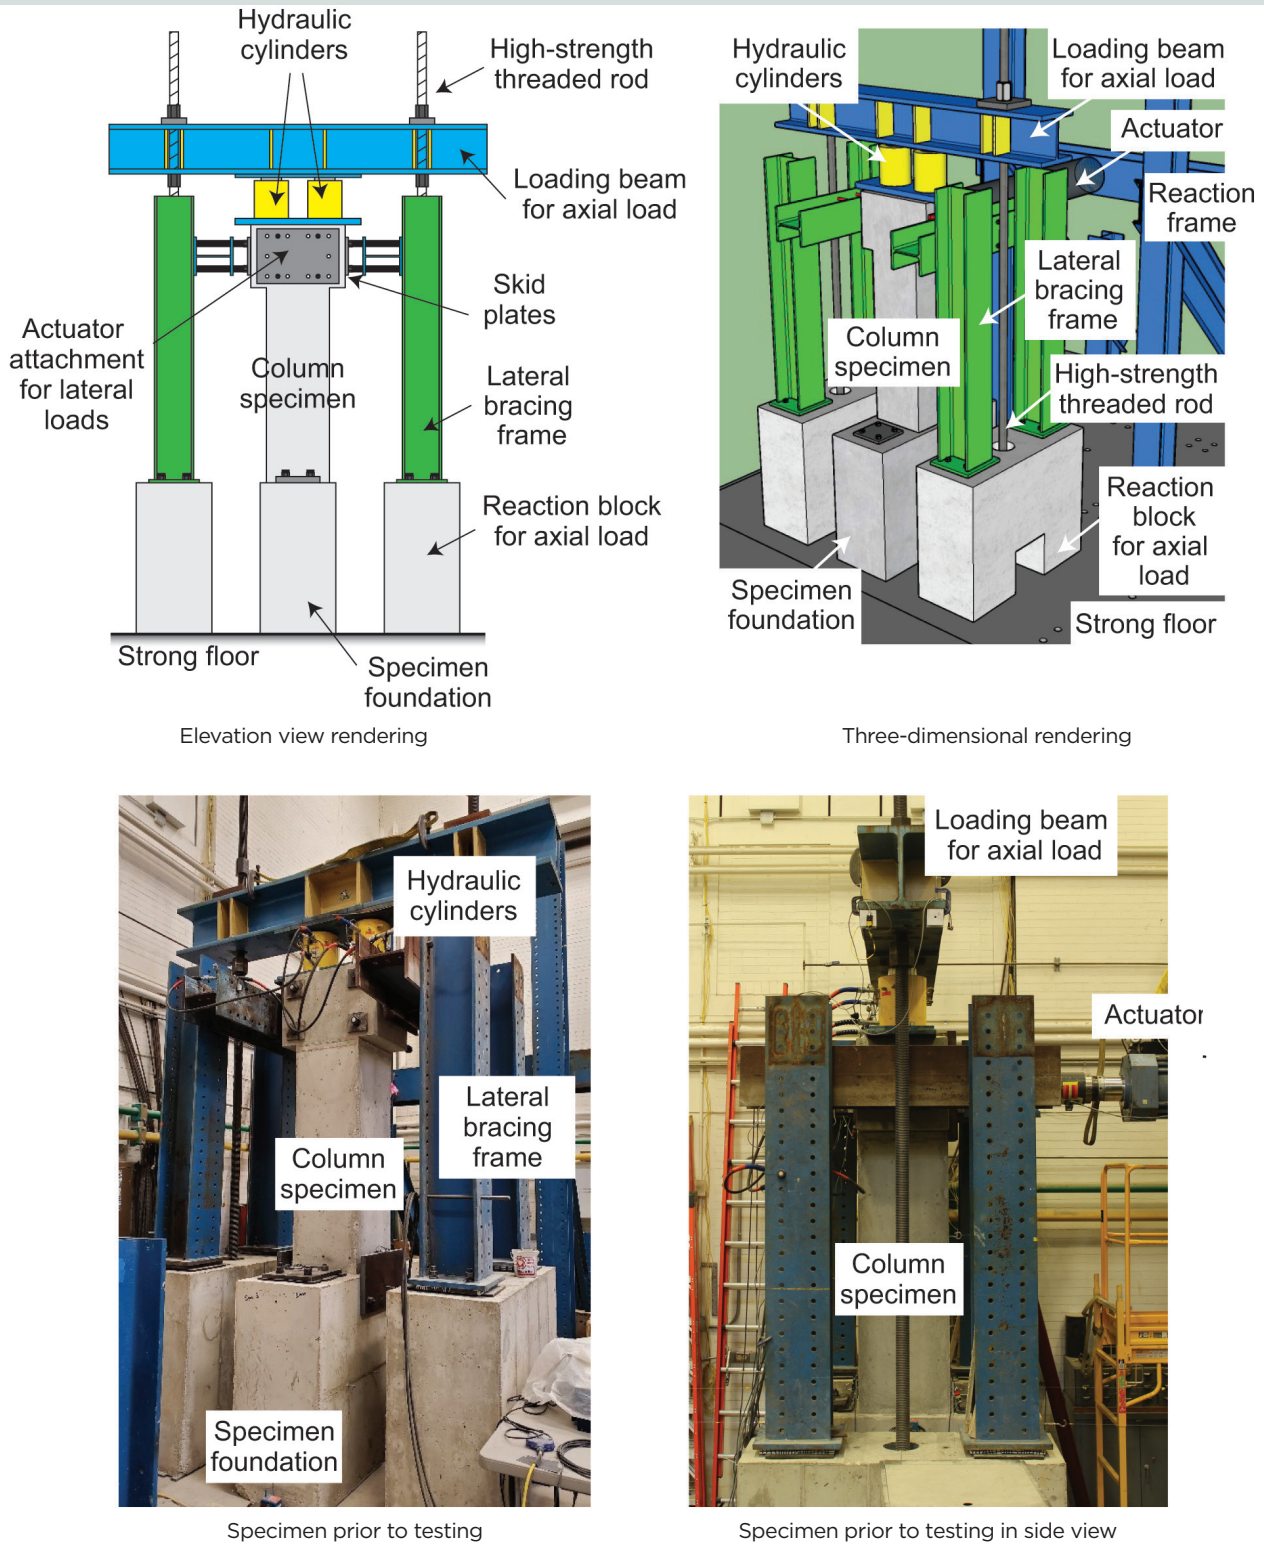 Hydraulic
cylinders
High-strength
threaded rod
Loading beam
for axial load
Skid
plates
Actuator
attachment
for lateral
loads
Column
specimen
Lateral
bracing
frame
Reaction block
for axial load
Strong floor
Specimen
foundation
Elevation view rendering
Hydraulic
cylinders
Loading beam
for axial load
Actuator
Reaction
frame
Lateral
bracing
frame
Column
specimen
High-strength
threaded rod
Reaction
block
for axial
load
Specimen
foundation
Strong floor
Three-dimensional rendering
Hydraulic
cylinders
Lateral
bracing
frame
Column
specimen
Specimen
foundation
Specimen prior to testing
Loading beam
for axial load
Actuator
Column
specimen
Specimen prior to testing in side view